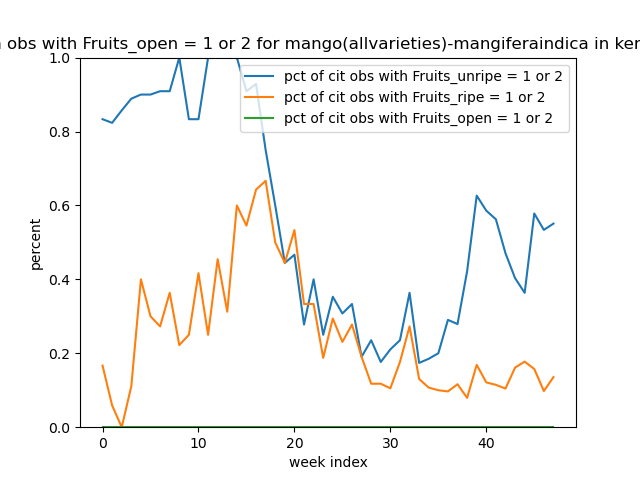 obs with Fruits_open = 1 or 2 for mango(allvarieties)-mangiferaindica in ker
pct of cit obs with Fruits_unripe = 1 or 2
pct of cit obs with Fruits_ripe = 1 or 2
pct of cit obs with Fruits_open = 1 or 2
percent
1.0
0.8
0.6
0.4
0.2
0.0
0 10 20 30 40
week index